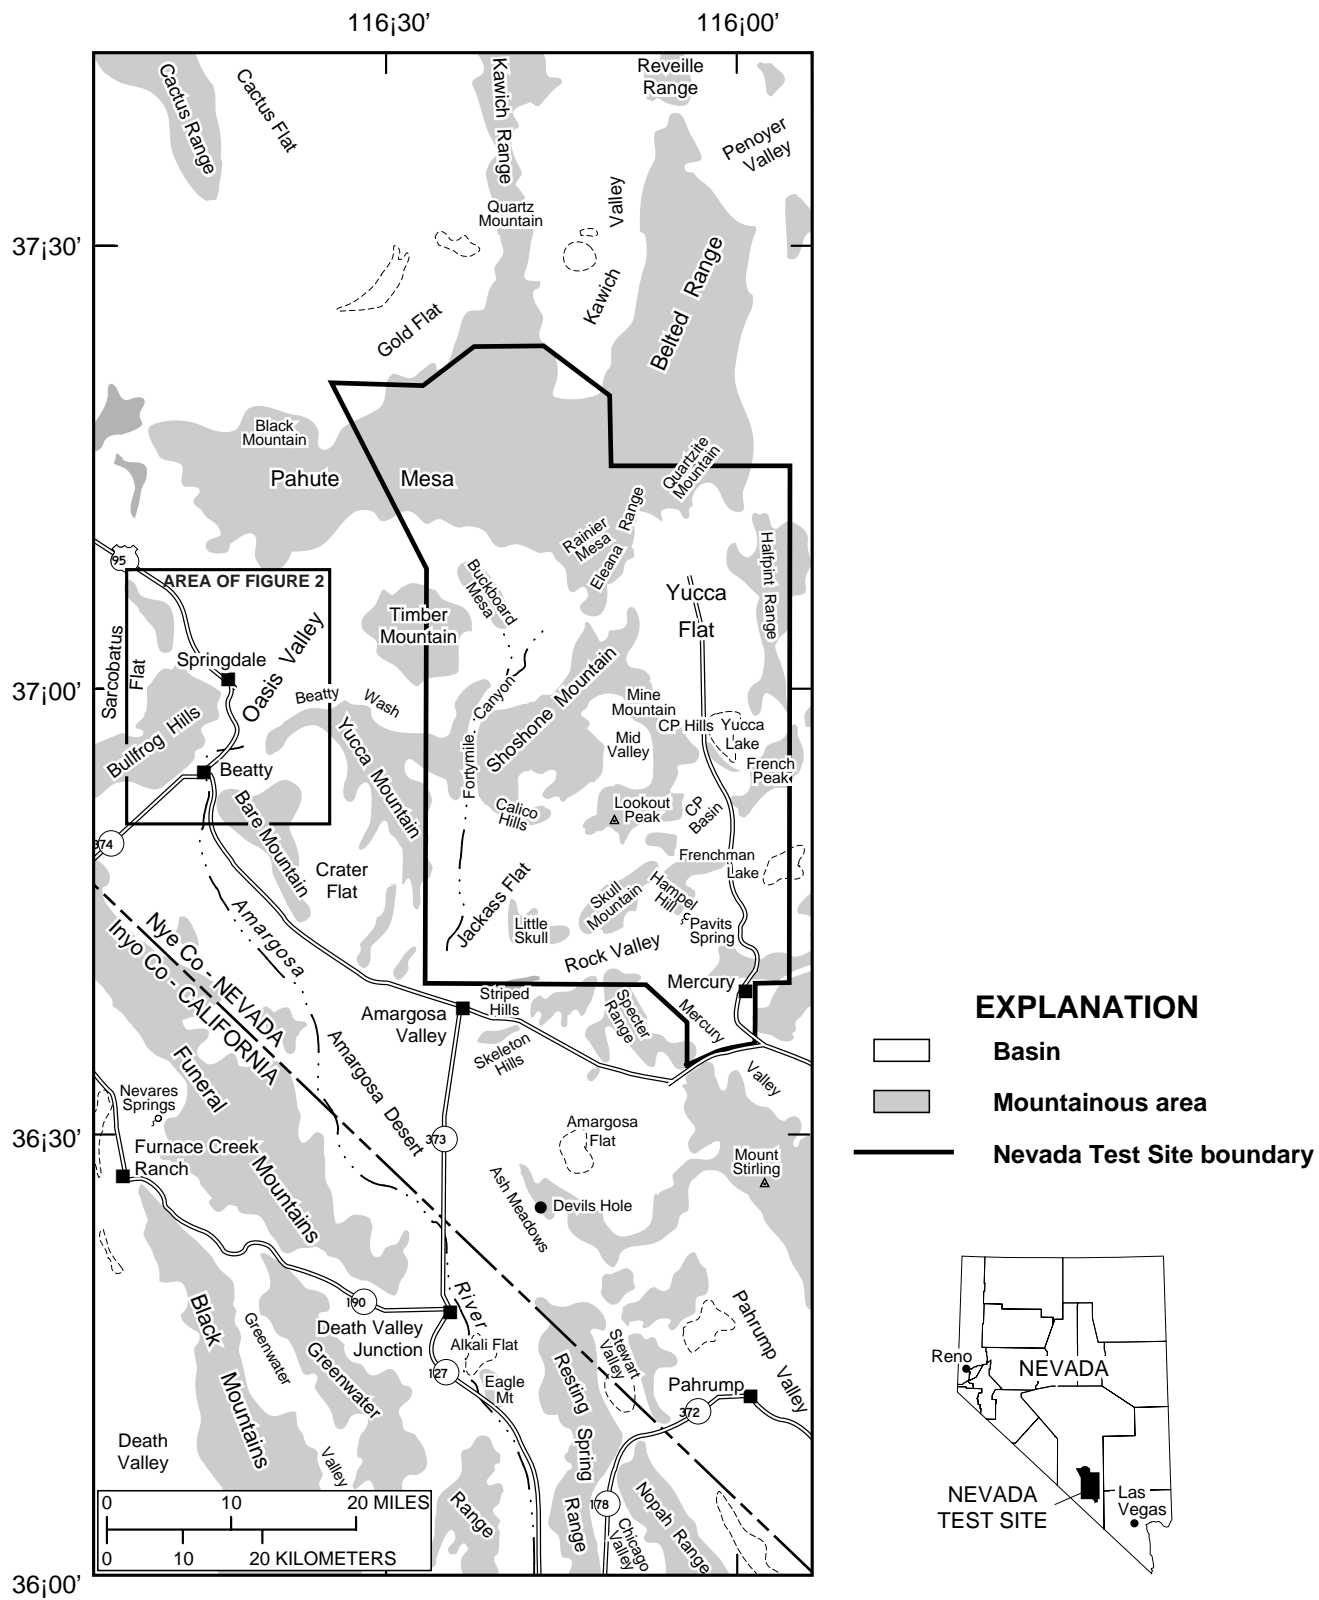 116¡30’
116¡00’
Cactus Range
Cactus Flat
Kawich Range
Reveille
Range
Penoyer
Valley
Quartz
Mountain
Kawich
Valley
37¡30’
Belted Range
Gold Flat
Black
Mountain
Pahute Mesa
Quartzite
Mountain
Rainier
Mesa
Eleana Range
Halfpint Range
95
AREA OF FIGURE 2
Buckboard
Mesa
Yucca
Flat
Timber
Mountain
Sarcobatus
Flat
Springdale
Oasis Valley
37¡00’
Beatty Wash
Fortymile Canyon
Shoshone Mountain
Mine
Mountain
CP Hills
Yucca
Lake
Mid
Valley
French
Peak
Bullfrog Hills
Beatty
Yucca Mountain
Bare Mountain
Calico
Hills
Lookout
Peak
CP
Basin
374
Crater
Flat
Frenchman
Lake
Jackass Flat
Skull
Mountain
Hampel
Hill
Little
Skull
Pavits
Spring
Rock Valley
Amargosa
Nye Co - NEVADA
Inyo Co - CALIFORNIA
Mercury
Amargosa
Valley
Striped
Hills
Specter
Range
Mercury
Valley
Skeleton
Hills
Amargosa Desert
Funeral
Mountains
Nevares
Springs
36¡30’
Furnace Creek
Ranch
373
Amargosa
Flat
Mount
Stirling
Ash Meadows
Devils Hole
190
River
Death Valley
Junction
Alkali Flat
127
Eagle
Mt
Black
Mountains
Greenwater
Valley
Greenwater
Range
Resting Spring
Range
Stewart
Valley
Pahrump Valley
Pahrump
372
178
Chicago
Valley
Nopah Range
Death
Valley
0 10 20 MILES
0 10 20 KILOMETERS
36¡00’
EXPLANATION
Basin
Mountainous area
Nevada Test Site boundary
Reno
NEVADA
NEVADA
TEST SITE
Las
Vegas